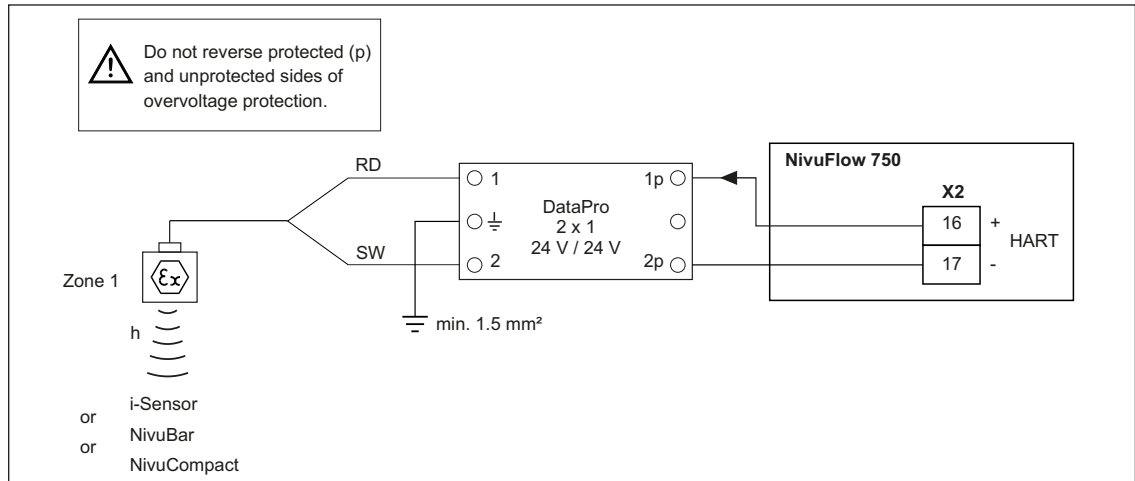 Do not reverse protected (p)
and unprotected sides of
overvoltage protection.
RD
SW
Zone 1
Ex
h
or
i-Sensor
or
NivuBar
NivuCompact
1
2
DataPro
2 x 1
24 V / 24 V
1p
2p
min. 1.5 mm²
NivuFlow 750
X2
16
+
17
-
HART